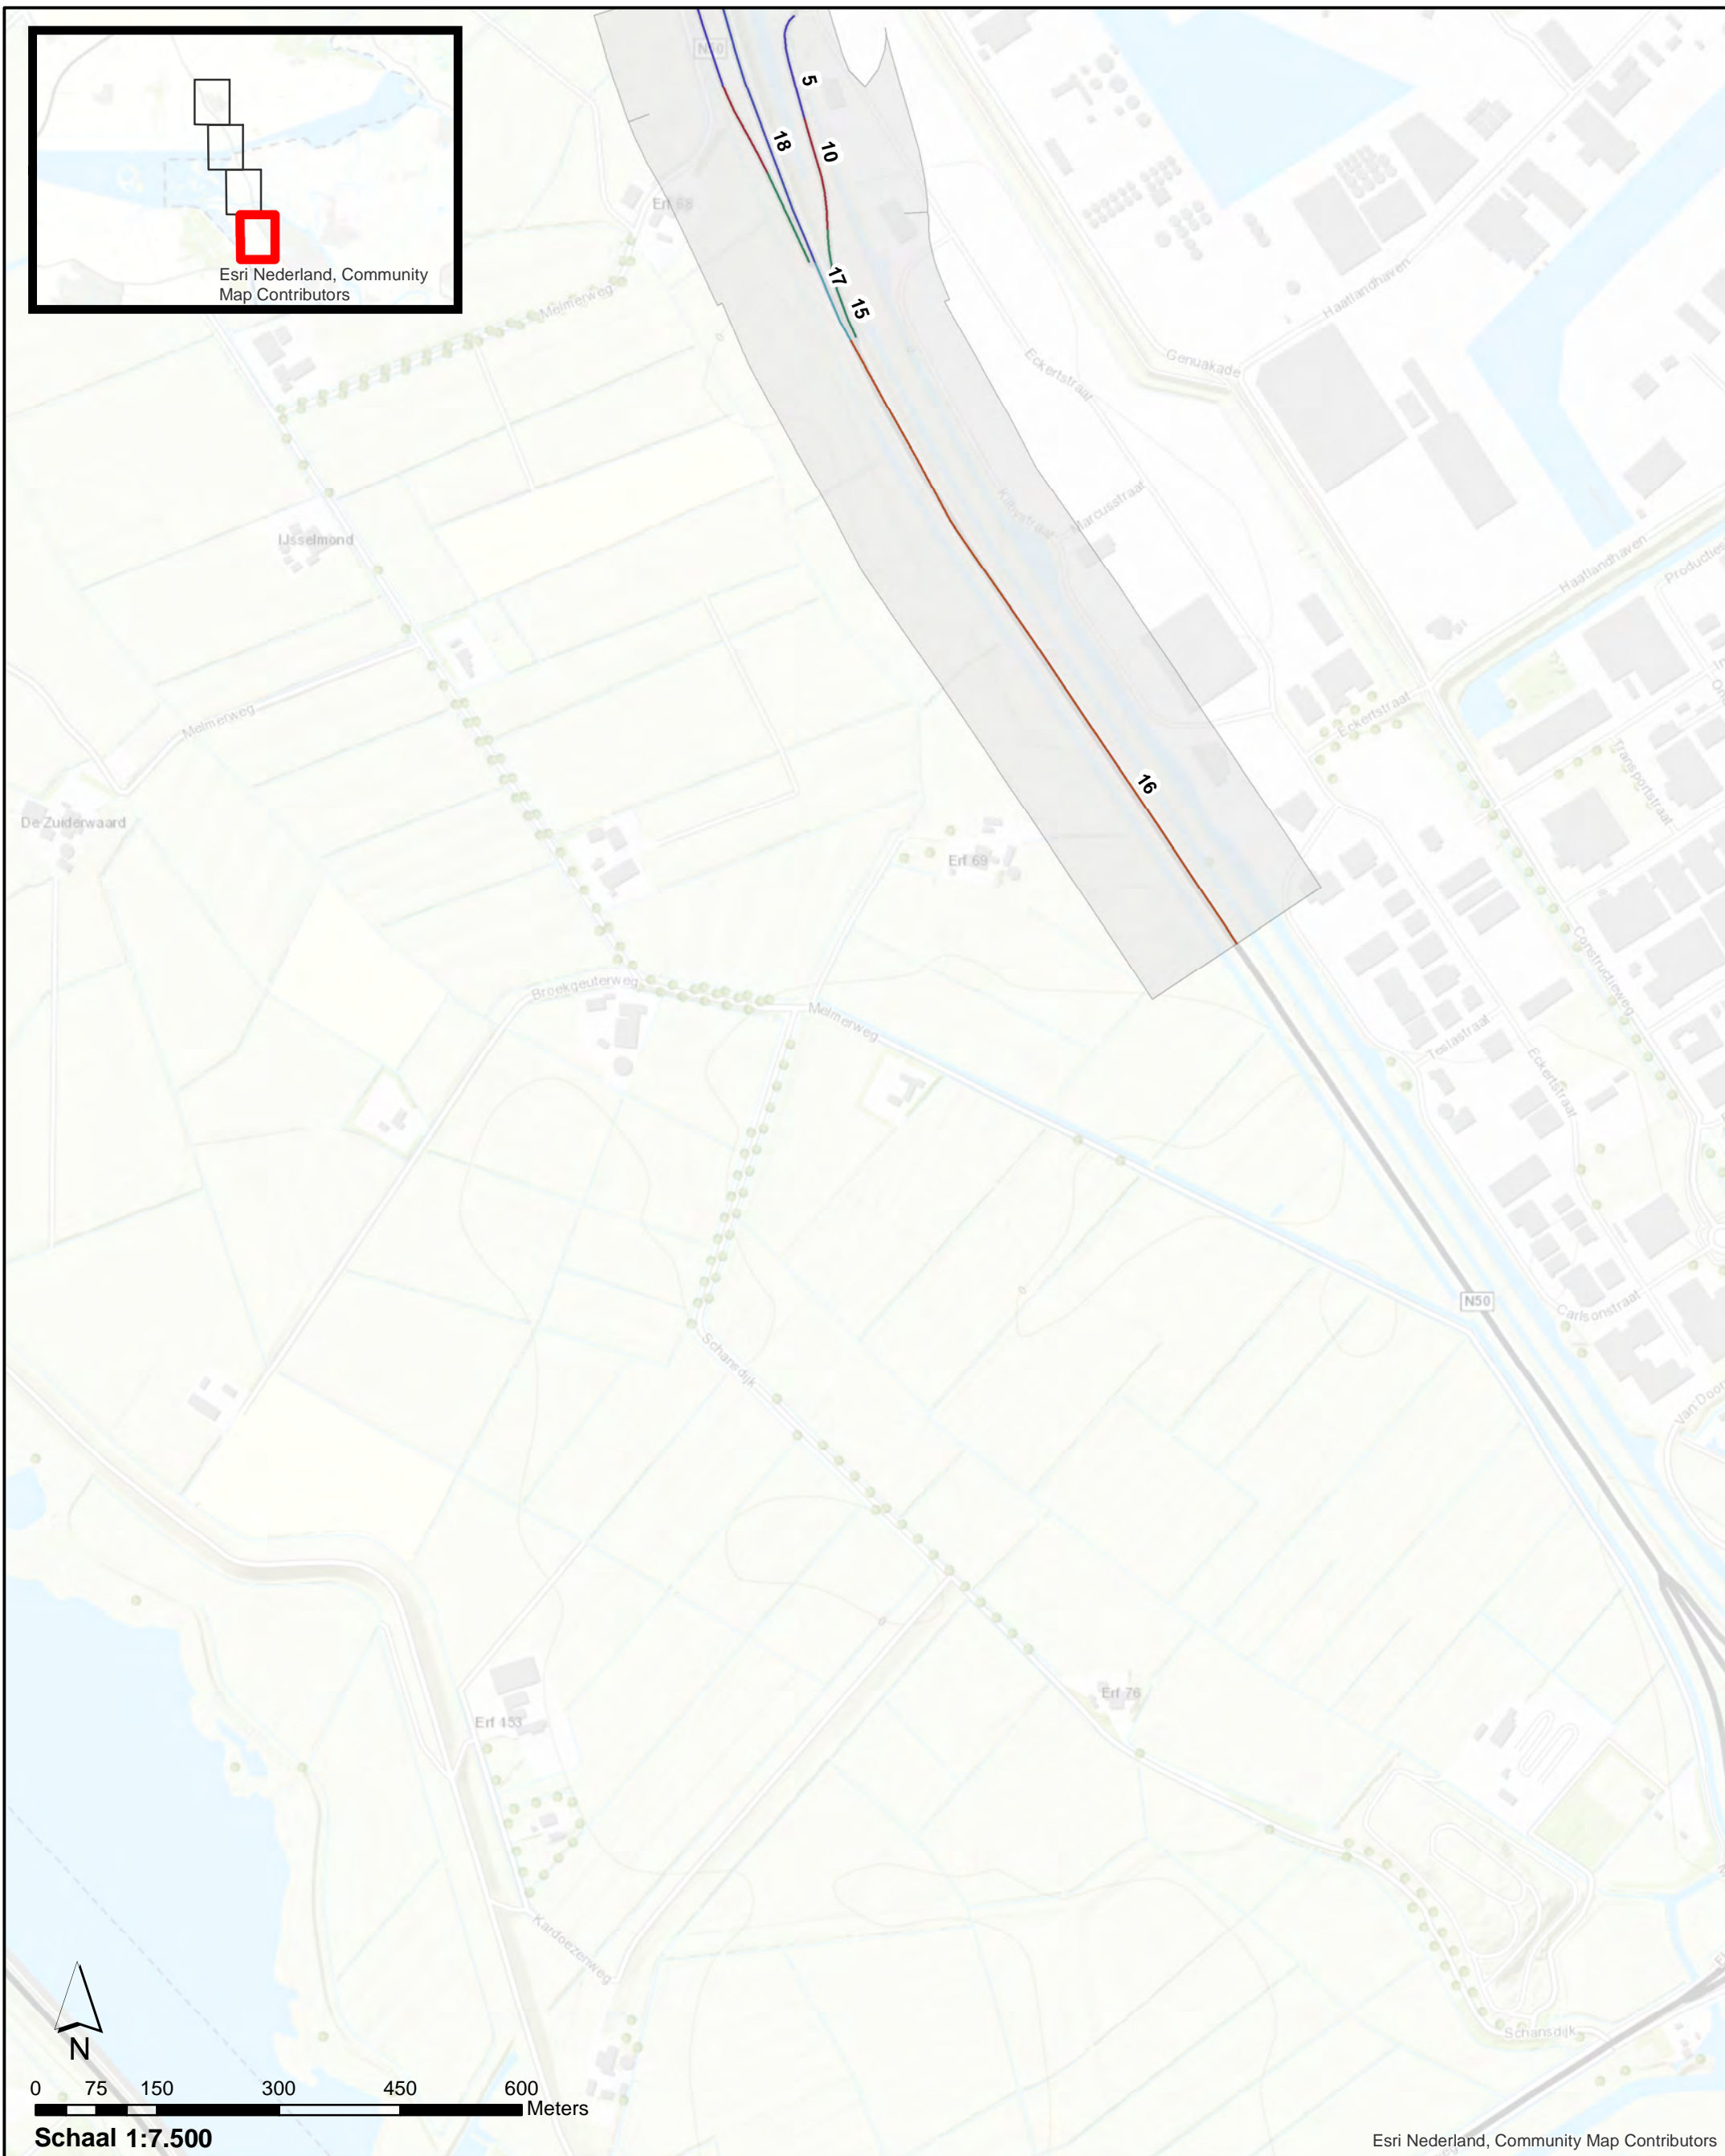 Esri Nederland, Community
Map Contributors
N50
5
18
10
Erf 68
17
15
Melmerweg
Haatlandhaven
Genuakade
Eckertstraat
Marcusstraat
IJsselmond
Haatlandhaven
Melmerweg
Eckertstraat
Transportstraat
16
De Zuiderwaard
Erf 69
Constructieweg
Broekgeuterweg
Melmerweg
Teslastraat
Eckertstraat
N50
Carlsonstraat
Schansdijk
Erf 76
Erf 153
Kardoezenweg
Schansdijk
N
0 75 150 300 450 600
Meters
Schaal 1:7.500
Esri Nederland, Community Map Contributors